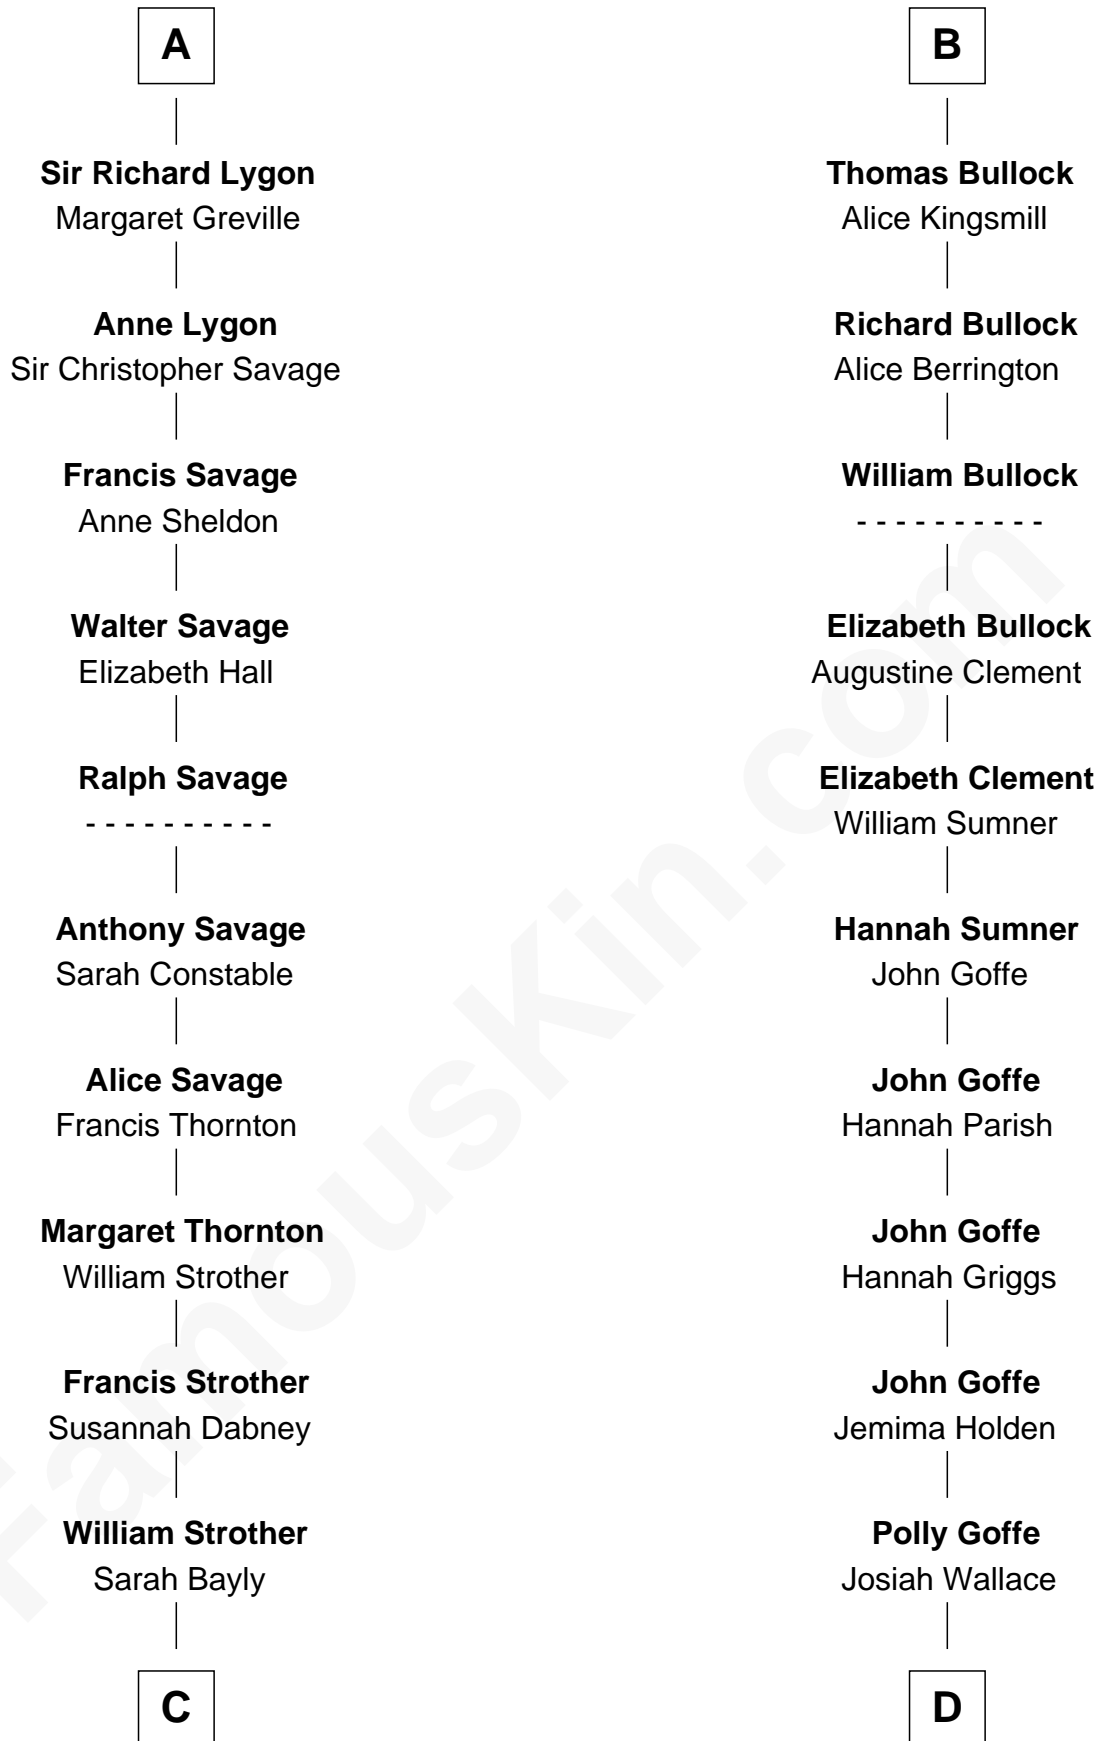 A
Sir Richard Lygon
Margaret Greville
Anne Lygon
Sir Christopher Savage
Francis Savage
Anne Sheldon
Walter Savage
Elizabeth Hall
Ralph Savage
- - - - - - - - - -
Anthony Savage
Sarah Constable
Alice Savage
Francis Thornton
Margaret Thornton
William Strother
Francis Strother
Susannah Dabney
William Strother
Sarah Bayly
C
B
Thomas Bullock
Alice Kingsmill
Richard Bullock
Alice Berrington
William Bullock
- - - - - - - - - -
Elizabeth Bullock
Augustine Clement
Elizabeth Clement
William Sumner
Hannah Sumner
John Goffe
John Goffe
Hannah Parish
John Goffe
Hannah Griggs
John Goffe
Jemima Holden
Polly Goffe
Josiah Wallace
D
FamousKin.com